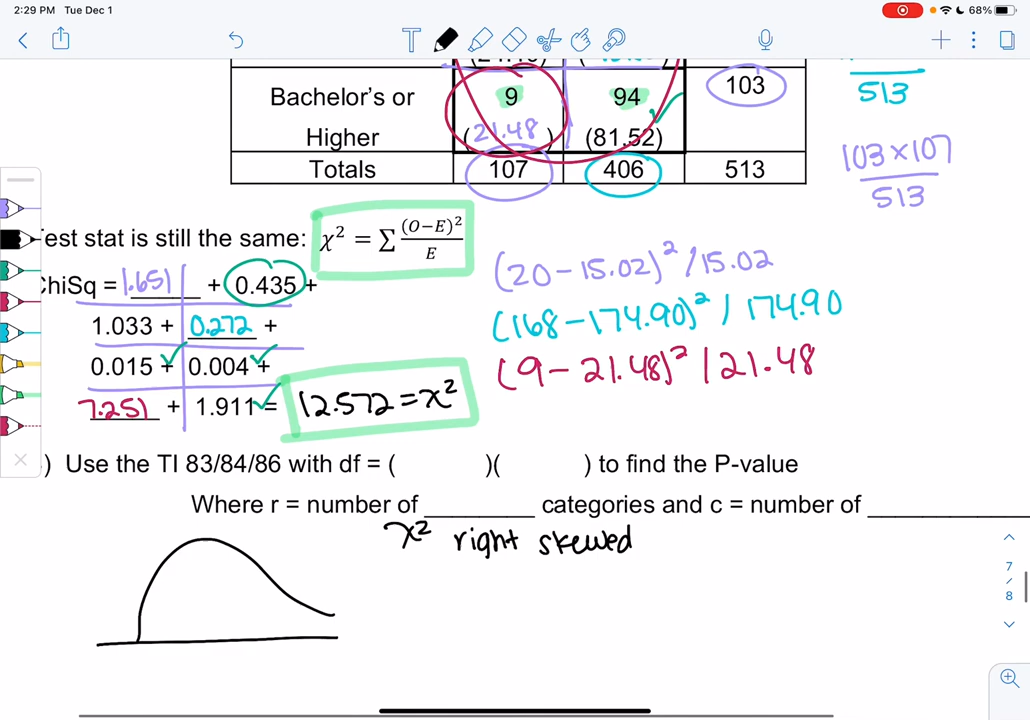 2:29 PM Tue Dec 1
68%
Bachelor's or 9 94 103
Higher (21.48) (81.52)
Totals 107 406 513
513
103×107
513
est stat is still the same: χ² = Σ (O−E)²
E
hiSq = 1.651 + 0.435 +
1.033 + 0.272 +
0.015 + 0.004 +
7.251 + 1.911 = 12.572 = χ²
(20 − 15.02)² / 15.02
(168 − 174.90)² / 174.90
(9 − 21.48)² / 21.48
) Use the TI 83/84/86 with df = ( )( ) to find the P-value
Where r = number of ________ categories and c = number of ____________
χ² right skewed
7
/
8